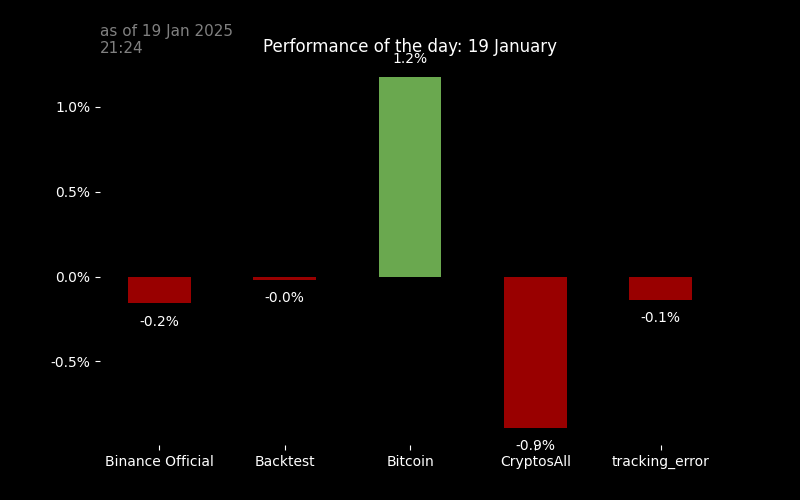 as of 19 Jan 2025
21:24
Performance of the day: 19 January
1.2%
1.0%
0.5%
0.0%
-0.5%
-0.2%
-0.0%
-0.1%
-0.9%
Binance Official
Backtest
Bitcoin
CryptosAll
tracking_error